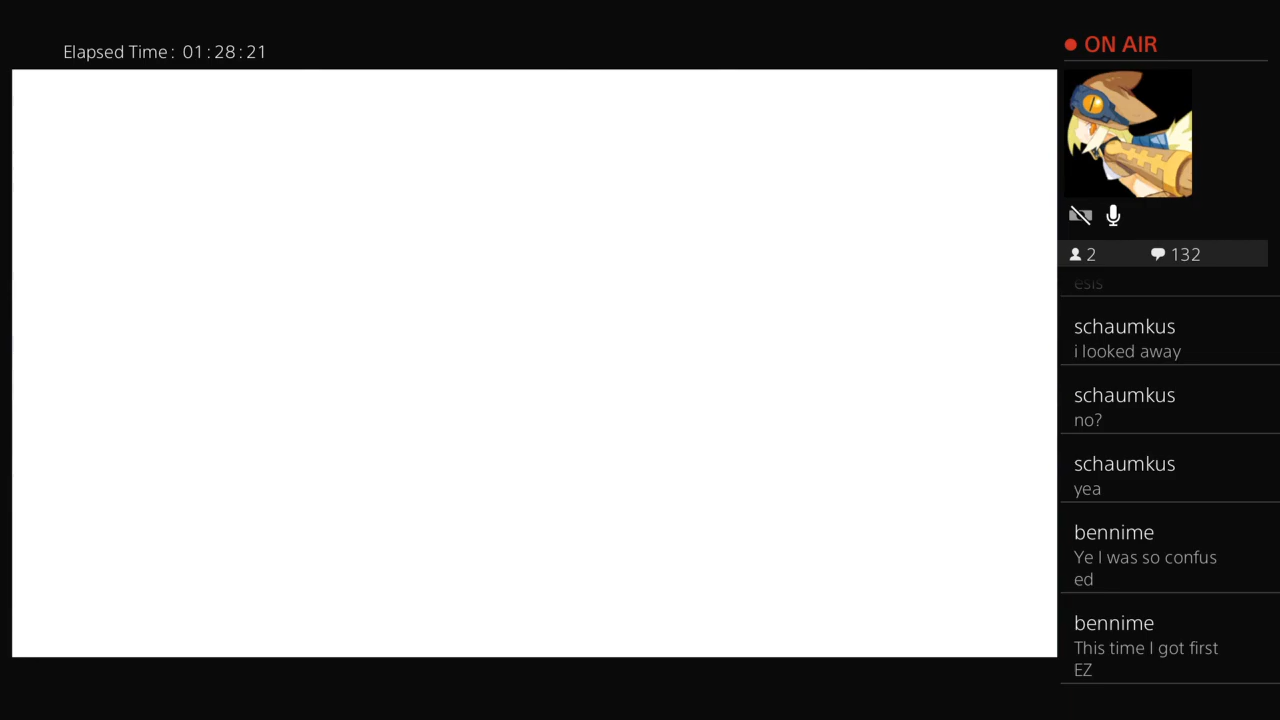 Elapsed Time: 01:28:21
ON AIR
2 132
esis
schaumkus
i looked away
schaumkus
no?
schaumkus
yea
bennime
Ye I was so confus
ed
bennime
This time I got first
EZ